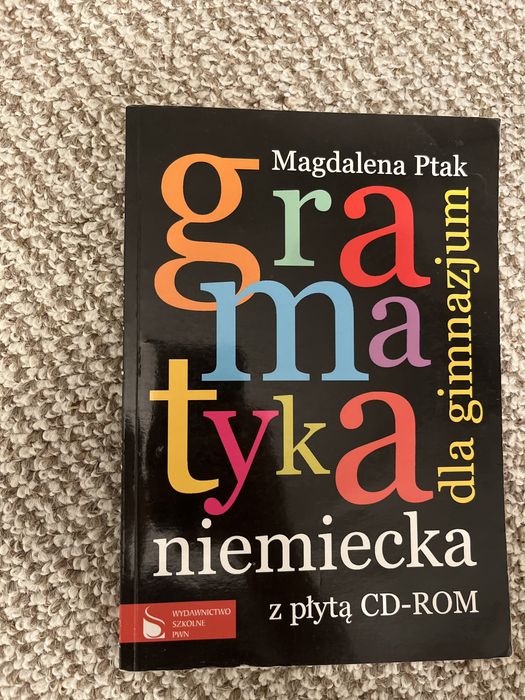 Magdalena Ptak
gra
ma
tyka
dla gimnazjum
niemiecka
z płytą CD-ROM
WYDAWNICTWO
SZKOLNE
PWN